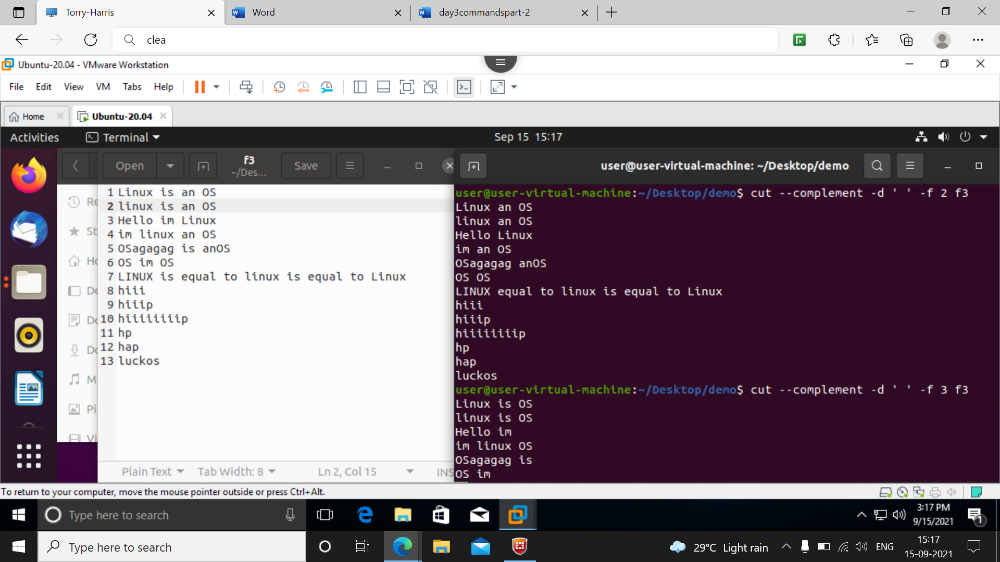 Torry-Harris
Word
day3commandspart-2
clea
Ubuntu-20.04 - VMware Workstation
File Edit View VM Tabs Help
Home
Ubuntu-20.04
Activities
Terminal
Sep 15 15:17
Open
f3
~/Des...
Save
user@user-virtual-machine: ~/Desktop/demo
Re
St
Ho
De
Do
Do
M
Pi
Vi
1 Linux is an OS
2 linux is an OS
3 Hello im Linux
4 im linux an OS
5 OSagagag is anOS
6 OS im OS
7 LINUX is equal to linux is equal to Linux
8 hiii
9 hiiip
10 hiiiiiiiip
11 hp
12 hap
13 luckos
Plain Text Tab Width: 8 Ln 2, Col 15 INS
user@user-virtual-machine:~/Desktop/demo$ cut --complement -d ' ' -f 2 f3
Linux an OS
linux an OS
Hello Linux
im an OS
OSagagag anOS
OS OS
LINUX equal to linux is equal to Linux
hiii
hiiip
hiiiiiiiip
hp
hap
luckos
user@user-virtual-machine:~/Desktop/demo$ cut --complement -d ' ' -f 3 f3
Linux is OS
linux is OS
Hello im
im linux OS
OSagagag is
OS im
To return to your computer, move the mouse pointer outside or press Ctrl+Alt.
Type here to search
3:17 PM
9/15/2021
1
Type here to search
29°C Light rain
ENG
15:17
15-09-2021